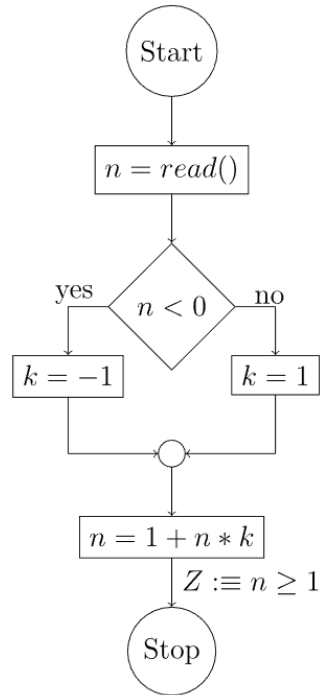 Start
n = read()
yes
n < 0
no
k = −1
k = 1
n = 1 + n ∗ k
Z :≡ n ≥ 1
Stop